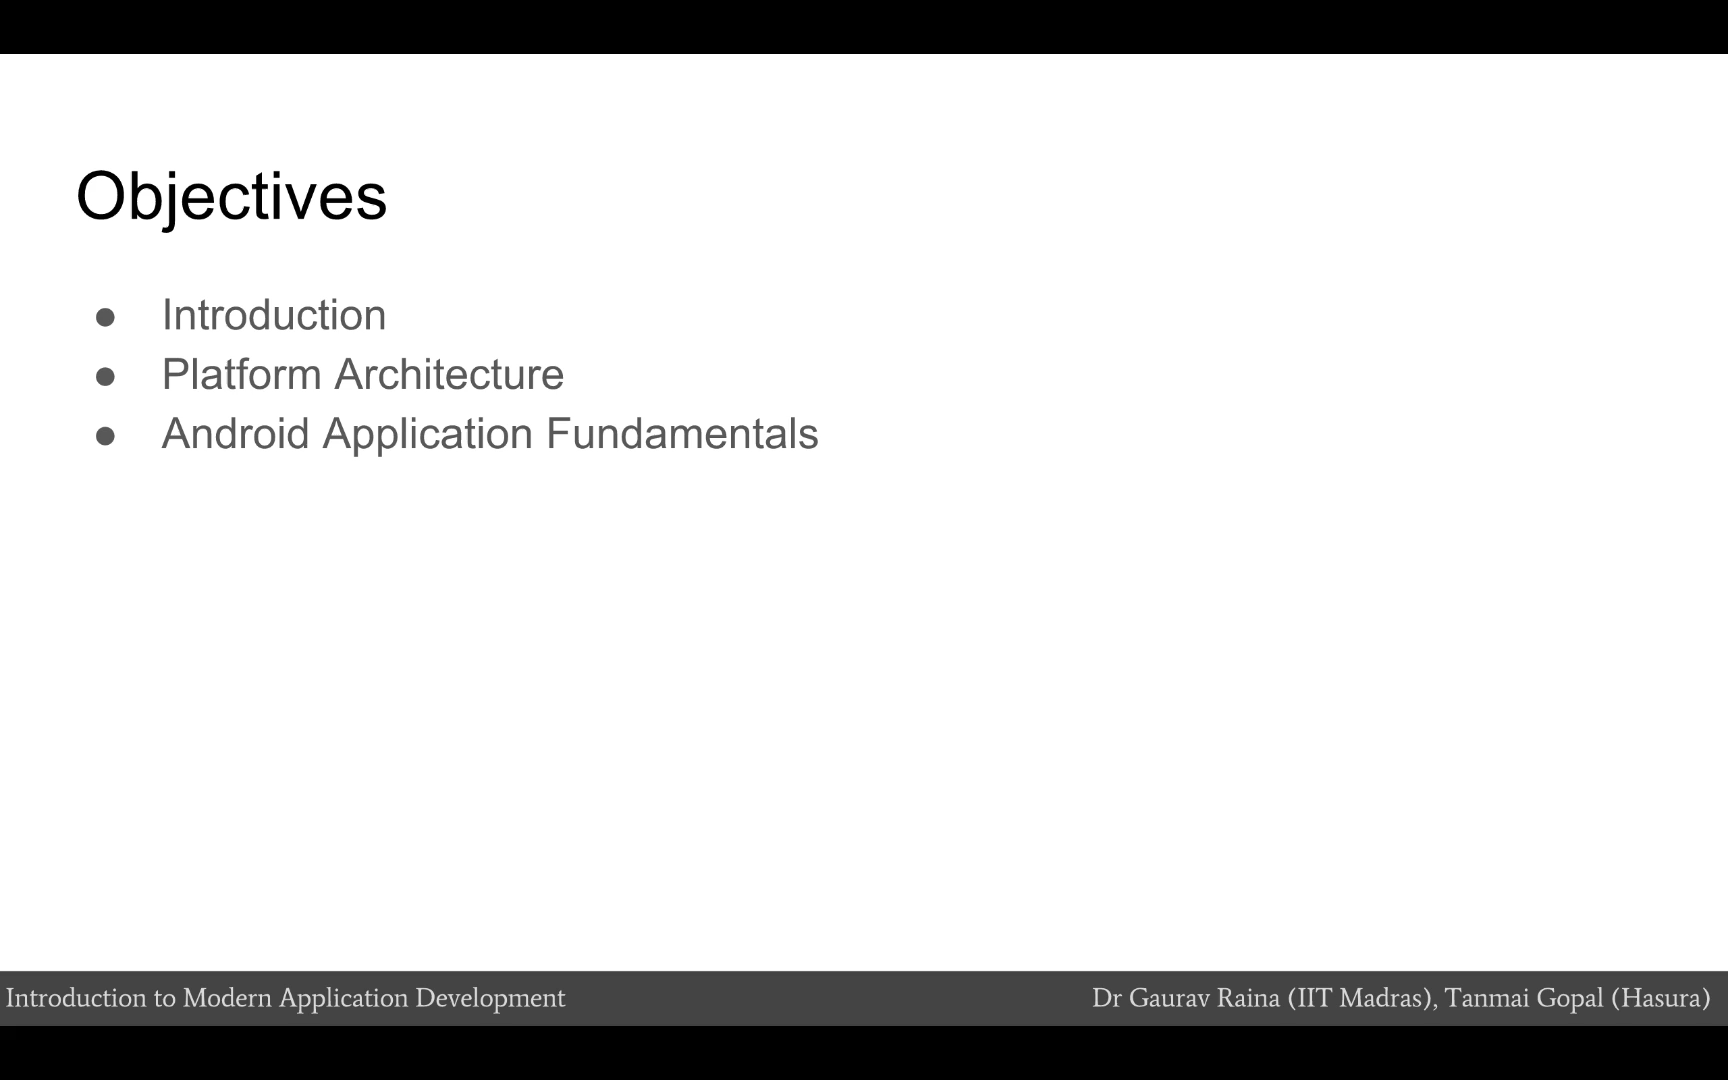 Objectives
● Introduction
● Platform Architecture
● Android Application Fundamentals
Introduction to Modern Application Development
Dr Gaurav Raina (IIT Madras), Tanmai Gopal (Hasura)